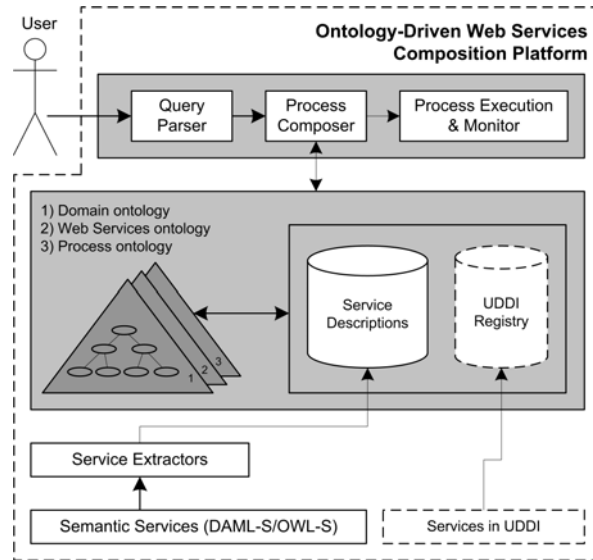 User
Ontology-Driven Web Services
Composition Platform
Query
Parser
Process
Composer
Process Execution
& Monitor
1) Domain ontology
2) Web Services ontology
3) Process ontology
Service
Descriptions
UDDI
Registry
1
2
3
Service Extractors
Semantic Services (DAML-S/OWL-S)
Services in UDDI